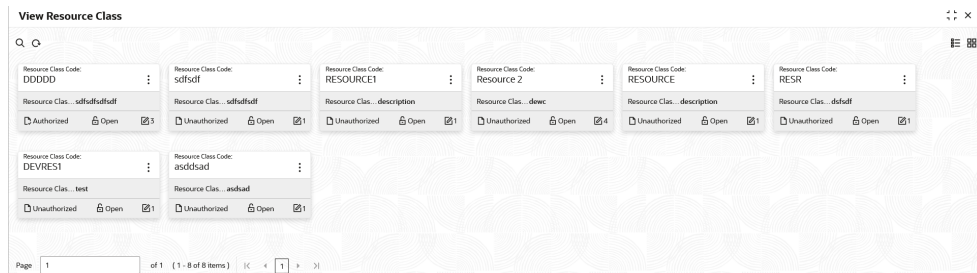 View Resource Class
Resource Class Code: Resource Class Code: Resource Class Code: Resource Class Code: Resource Class Code: Resource Class Code:
DDDDD sdfsdf RESOURCE1 Resource 2 RESOURCE RESR
Resource Clas... sdfsdfsdfsdf Resource Clas... sdfsdfsdf Resource Clas... description Resource Clas... dewc Resource Clas... description Resource Clas... dsfsdf
Authorized Open 3 Unauthorized Open 1 Unauthorized Open 1 Unauthorized Open 4 Unauthorized Open 1 Unauthorized Open 1
Resource Class Code: Resource Class Code:
DEVRES1 asddsad
Resource Clas... test Resource Clas... asdsad
Unauthorized Open 1 Unauthorized Open 1
Page 1 of 1 (1 - 8 of 8 items) 1